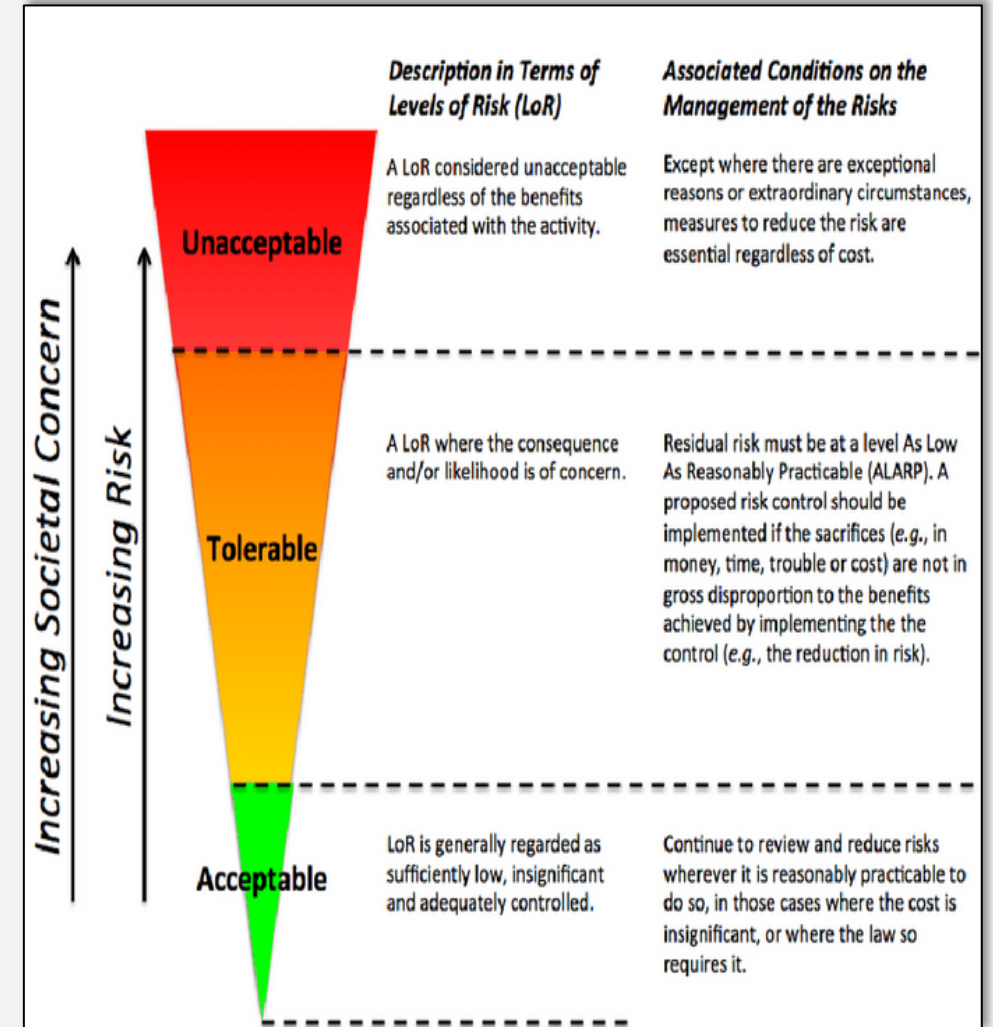 Description in Terms of
Levels of Risk (LoR)
Associated Conditions on the
Management of the Risks
Increasing Societal Concern
Increasing Risk
Unacceptable
A LoR considered unacceptable
regardless of the benefits
associated with the activity.
Except where there are exceptional
reasons or extraordinary circumstances,
measures to reduce the risk are
essential regardless of cost.
Tolerable
A LoR where the consequence
and/or likelihood is of concern.
Residual risk must be at a level As Low
As Reasonably Practicable (ALARP). A
proposed risk control should be
implemented if the sacrifices (e.g., in
money, time, trouble or cost) are not in
gross disproportion to the benefits
achieved by implementing the the
control (e.g., the reduction in risk).
Acceptable
LoR is generally regarded as
sufficiently low, insignificant
and adequately controlled.
Continue to review and reduce risks
wherever it is reasonably practicable to
do so, in those cases where the cost is
insignificant, or where the law so
requires it.